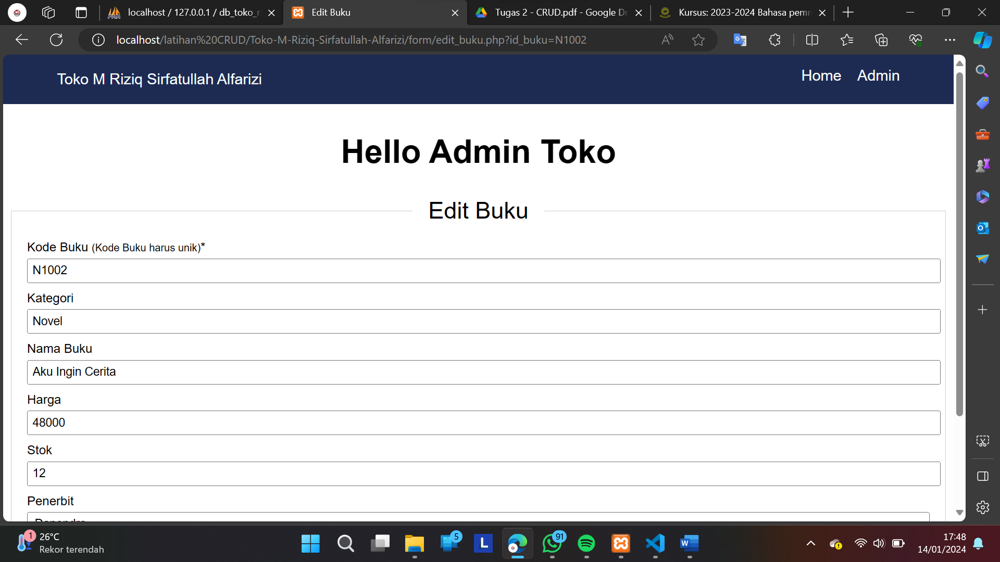 localhost / 127.0.0.1 / db_toko_r
Edit Buku
Tugas 2 - CRUD.pdf - Google Dr
Kursus: 2023-2024 Bahasa pemr
localhost/latihan%20CRUD/Toko-M-Riziq-Sirfatullah-Alfarizi/form/edit_buku.php?id_buku=N1002
Toko M Riziq Sirfatullah Alfarizi
Home
Admin
Hello Admin Toko
Edit Buku
Kode Buku (Kode Buku harus unik)*
N1002
Kategori
Novel
Nama Buku
Aku Ingin Cerita
Harga
48000
Stok
12
Penerbit
1
26°C
Rekor terendah
5
L
91
17:48
14/01/2024